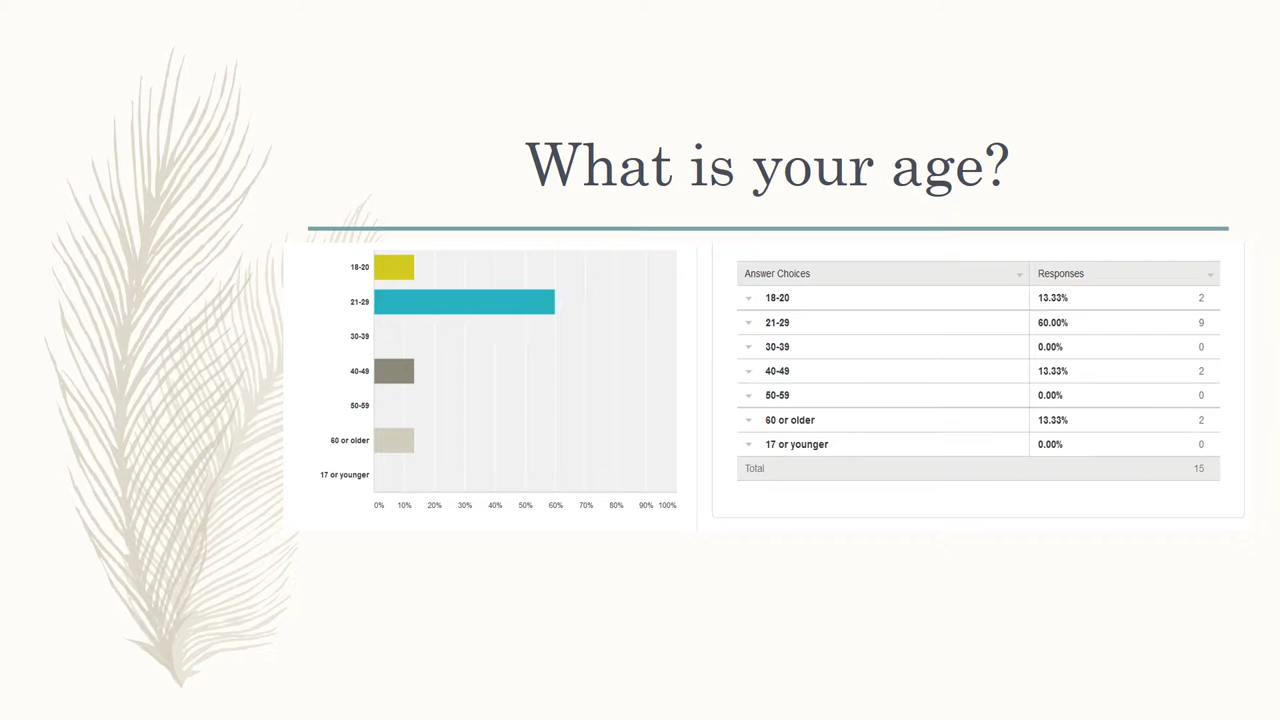 What is your age?
18-20
21-29
30-39
40-49
50-59
60 or older
17 or younger
0% 10% 20% 30% 40% 50% 60% 70% 80% 90% 100%
Answer Choices Responses
18-20 13.33% 2
21-29 60.00% 9
30-39 0.00% 0
40-49 13.33% 2
50-59 0.00% 0
60 or older 13.33% 2
17 or younger 0.00% 0
Total 15